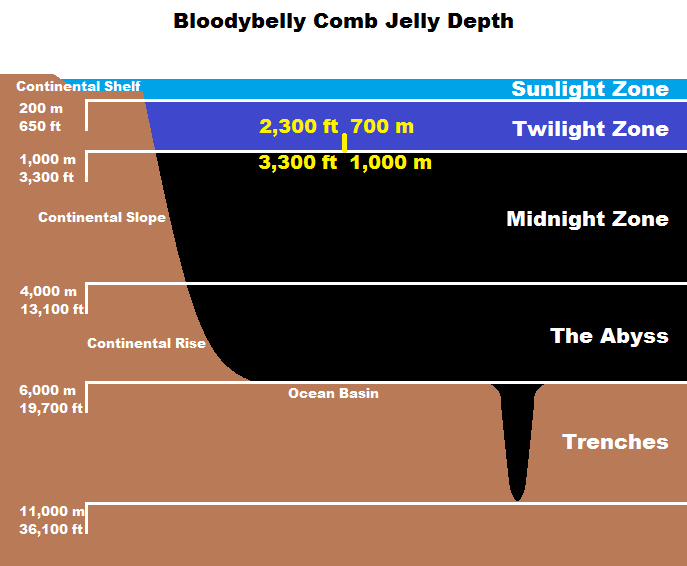 Bloodybelly Comb Jelly Depth
Continental Shelf
Sunlight Zone
200 m
650 ft
2,300 ft 700 m
Twilight Zone
1,000 m
3,300 ft
3,300 ft 1,000 m
Continental Slope
Midnight Zone
4,000 m
13,100 ft
The Abyss
Continental Rise
6,000 m
19,700 ft
Ocean Basin
Trenches
11,000 m
36,100 ft